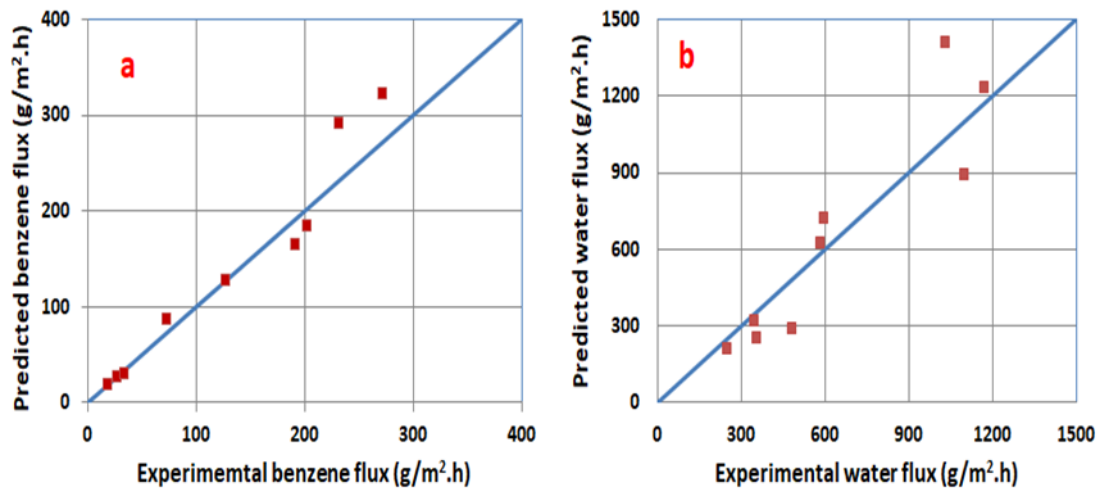 a
Predicted benzene flux (g/m².h)
400
300
200
100
0
0 100 200 300 400
Experimemtal benzene flux (g/m².h)
b
Predicted water flux (g/m².h)
1500
1200
900
600
300
0
0 300 600 900 1200 1500
Experimental water flux (g/m².h)